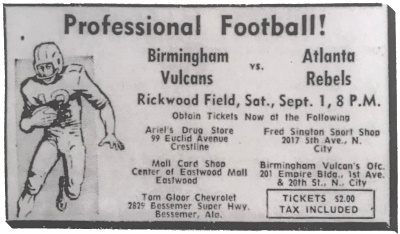 Professional Football!
Birmingham Vulcans vs. Atlanta Rebels
Rickwood Field, Sat., Sept. 1, 8 P.M.
Obtain Tickets Now at the Following
Ariel's Drug Store
99 Euclid Avenue
Crestline
Fred Sington Sport Shop
2017 5th Ave., N.
City
Mall Card Shop
Center of Eastwood Mall
Eastwood
Birmingham Vulcan's Ofc.
201 Empire Bldg., 1st Ave.
& 20th St., N., City
Tom Gloor Chevrolet
2829 Bessemer Super Hwy.
Bessemer, Ala.
TICKETS $2.00
TAX INCLUDED